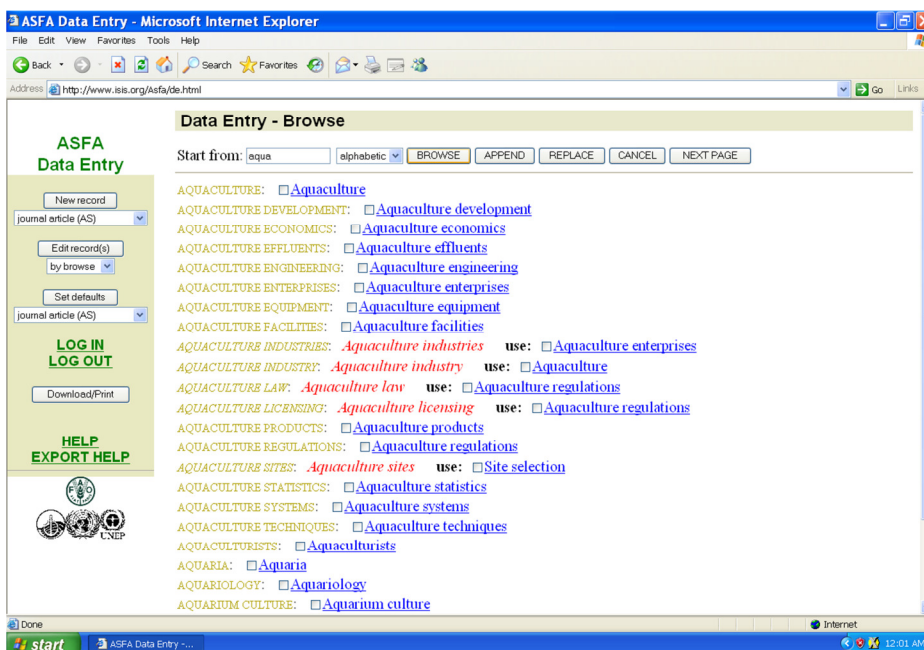 ASFA Data Entry - Microsoft Internet Explorer
File Edit View Favorites Tools Help
Back Search Favorites
Address http://www.isis.org/Asfa/de.html Go Links
ASFA
Data Entry
New record
journal article (AS)
Edit record(s)
by browse
Set defaults
journal article (AS)
LOG IN
LOG OUT
Download/Print
HELP
EXPORT HELP
UNEP
Data Entry - Browse
Start from: aqua alphabetic BROWSE APPEND REPLACE CANCEL NEXT PAGE
AQUACULTURE: Aquaculture
AQUACULTURE DEVELOPMENT: Aquaculture development
AQUACULTURE ECONOMICS: Aquaculture economics
AQUACULTURE EFFLUENTS: Aquaculture effluents
AQUACULTURE ENGINEERING: Aquaculture engineering
AQUACULTURE ENTERPRISES: Aquaculture enterprises
AQUACULTURE EQUIPMENT: Aquaculture equipment
AQUACULTURE FACILITIES: Aquaculture facilities
AQUACULTURE INDUSTRIES: Aquaculture industries use: Aquaculture enterprises
AQUACULTURE INDUSTRY: Aquaculture industry use: Aquaculture
AQUACULTURE LAW: Aquaculture law use: Aquaculture regulations
AQUACULTURE LICENSING: Aquaculture licensing use: Aquaculture regulations
AQUACULTURE PRODUCTS: Aquaculture products
AQUACULTURE REGULATIONS: Aquaculture regulations
AQUACULTURE SITES: Aquaculture sites use: Site selection
AQUACULTURE STATISTICS: Aquaculture statistics
AQUACULTURE SYSTEMS: Aquaculture systems
AQUACULTURE TECHNIQUES: Aquaculture techniques
AQUACULTURISTS: Aquaculturists
AQUARIA: Aquaria
AQUARIOLOGY: Aquariology
AQUARIUM CULTURE: Aquarium culture
Done Internet
start ASFA Data Entry -... 12:01 AM